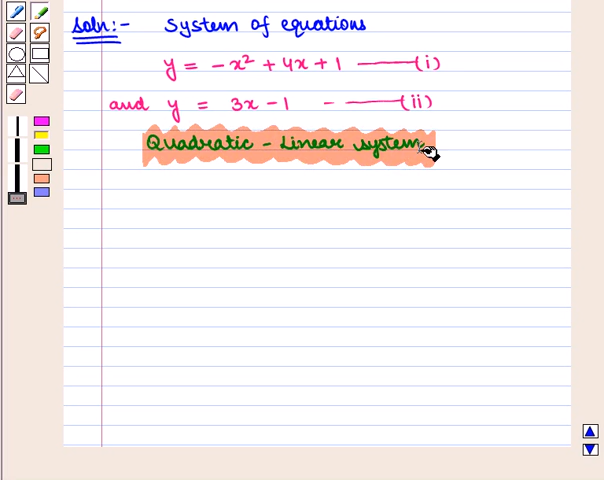 Soln:- System of equations
y = -x² + 4x + 1 ——(i)
and y = 3x - 1 - ——(ii)
Quadratic - Linear system.